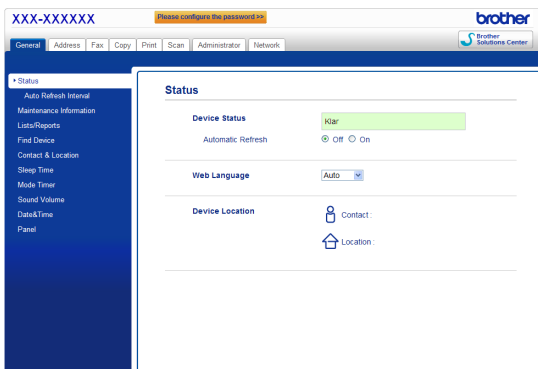 XXX-XXXXXX
Please configure the password >>
brother
Brother
Solutions Center
General Address Fax Copy Print Scan Administrator Network
Status
Auto Refresh Interval
Maintenance Information
Lists/Reports
Find Device
Contact & Location
Sleep Time
Mode Timer
Sound Volume
Date&Time
Panel
Status
Device Status Klar
Automatic Refresh Off On
Web Language Auto
Device Location Contact :
Location :